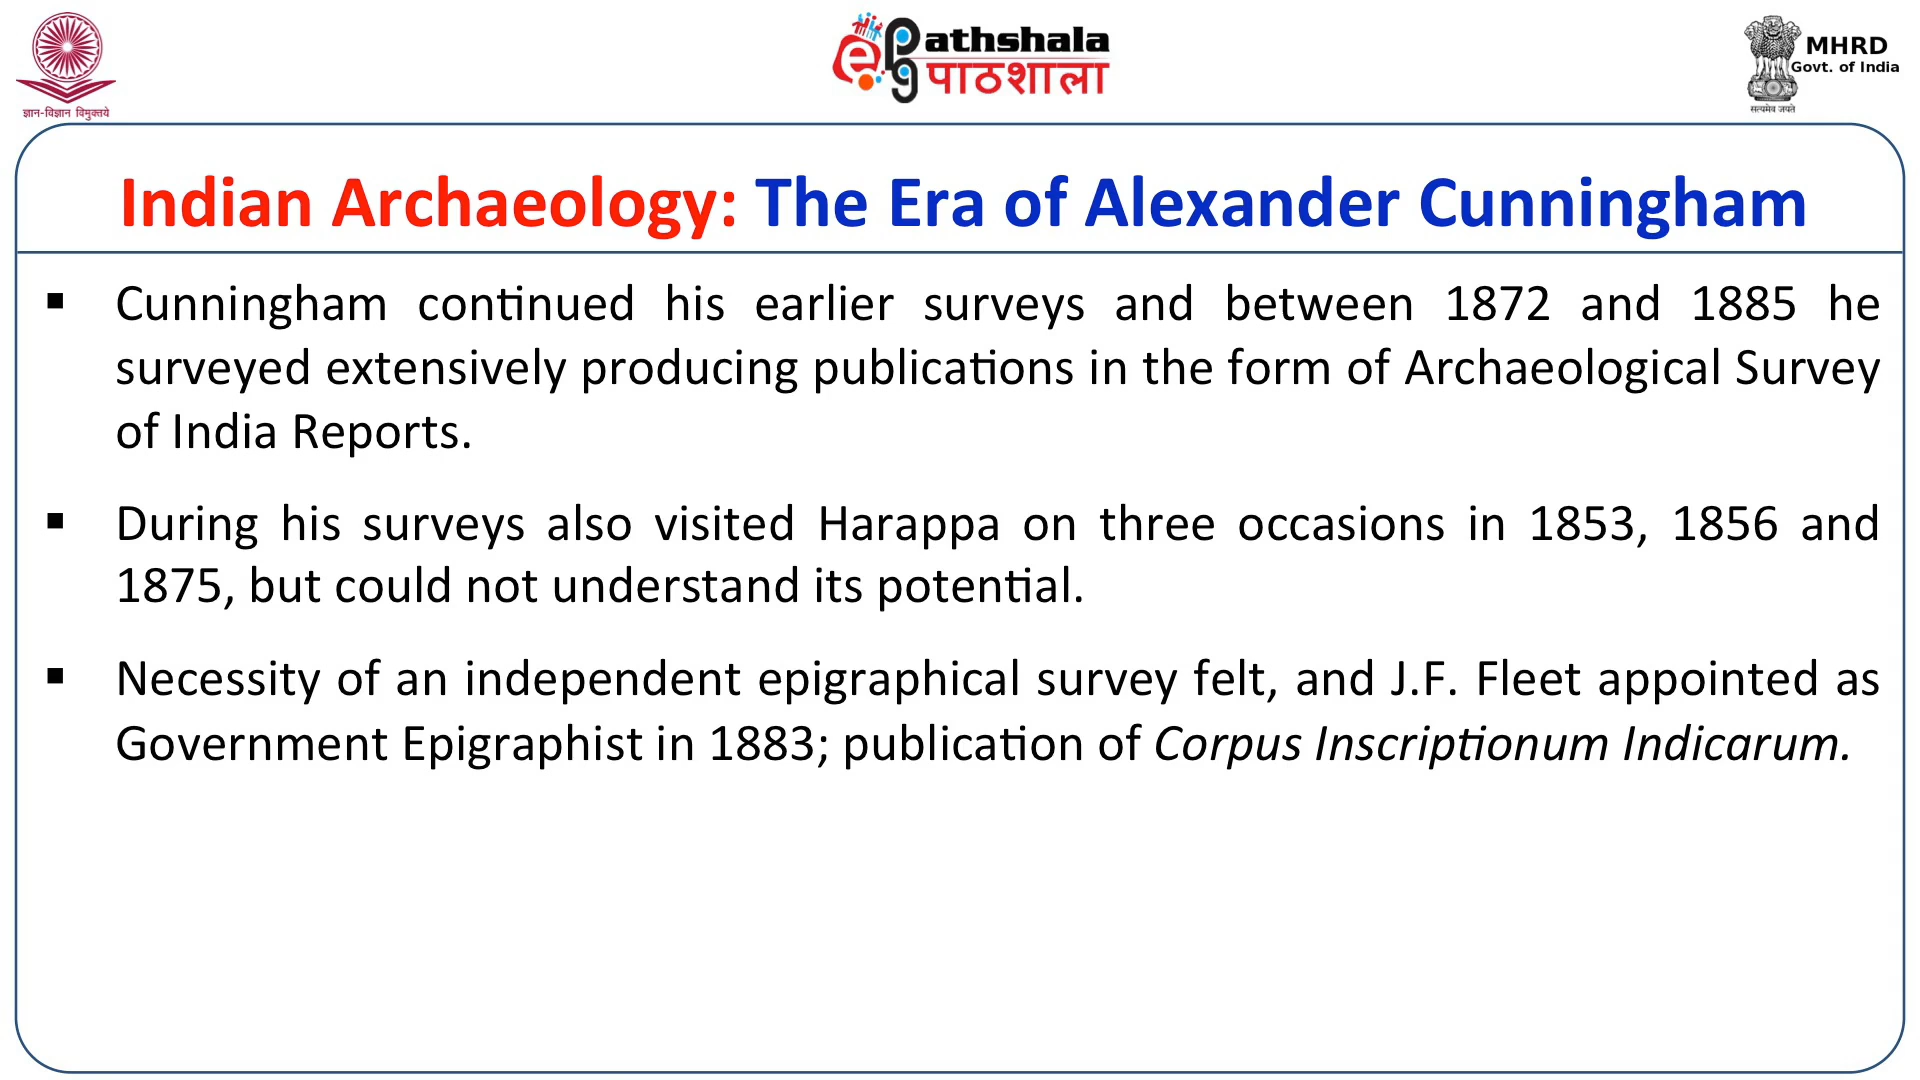 ज्ञान-विज्ञान विमुक्तये
ePg Pathshala
पाठशाला
MHRD
Govt. of India
सत्यमेव जयते
Indian Archaeology: The Era of Alexander Cunningham
▪ Cunningham continued his earlier surveys and between 1872 and 1885 he
surveyed extensively producing publications in the form of Archaeological Survey
of India Reports.
▪ During his surveys also visited Harappa on three occasions in 1853, 1856 and
1875, but could not understand its potential.
▪ Necessity of an independent epigraphical survey felt, and J.F. Fleet appointed as
Government Epigraphist in 1883; publication of Corpus Inscriptionum Indicarum.